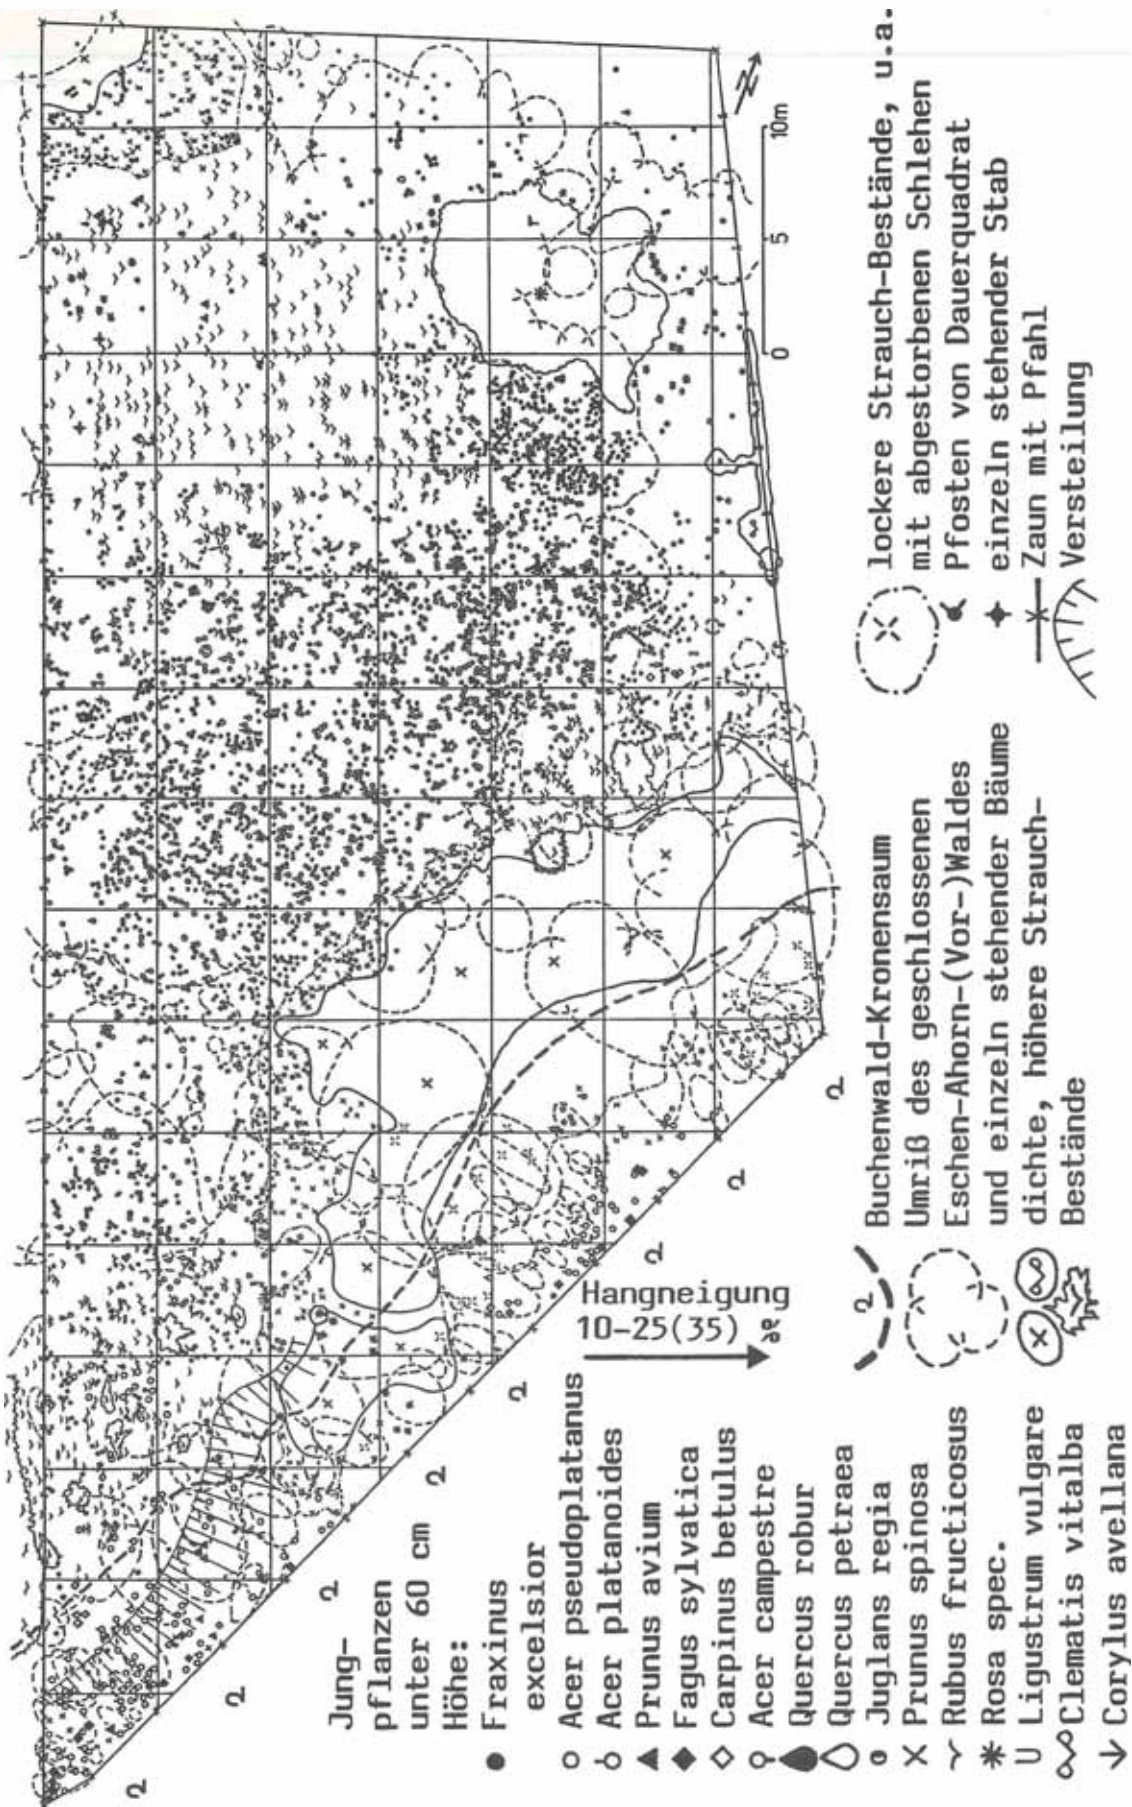 10m
5
0
Hangneigung
10-25(35)
Jung-
pflanzen
unter 60 cm
Höhe:
Fraxinus
excelsior
Acer pseudoplatanus
Acer platanoides
Prunus avium
Fagus sylvatica
Carpinus betulus
Acer campestre
Quercus robur
Quercus petraea
Juglans regia
Prunus spinosa
Rubus fructicosus
Rosa spec.
Ligustrum vulgare
Clematis vitalba
Corylus avellana
Buchenwald-Kronensaum
Umriß des geschlossenen
Eschen-Ahorn-(Vor-)Waldes
und einzeln stehender Bäume
dichte, höhere Strauch-
Bestände
lockere Strauch-Bestände, u.a.
mit abgestorbenen Schlehen
Pfosten von Dauerquadrat
einzeln stehender Stab
Zaun mit Pfahl
Versteilung